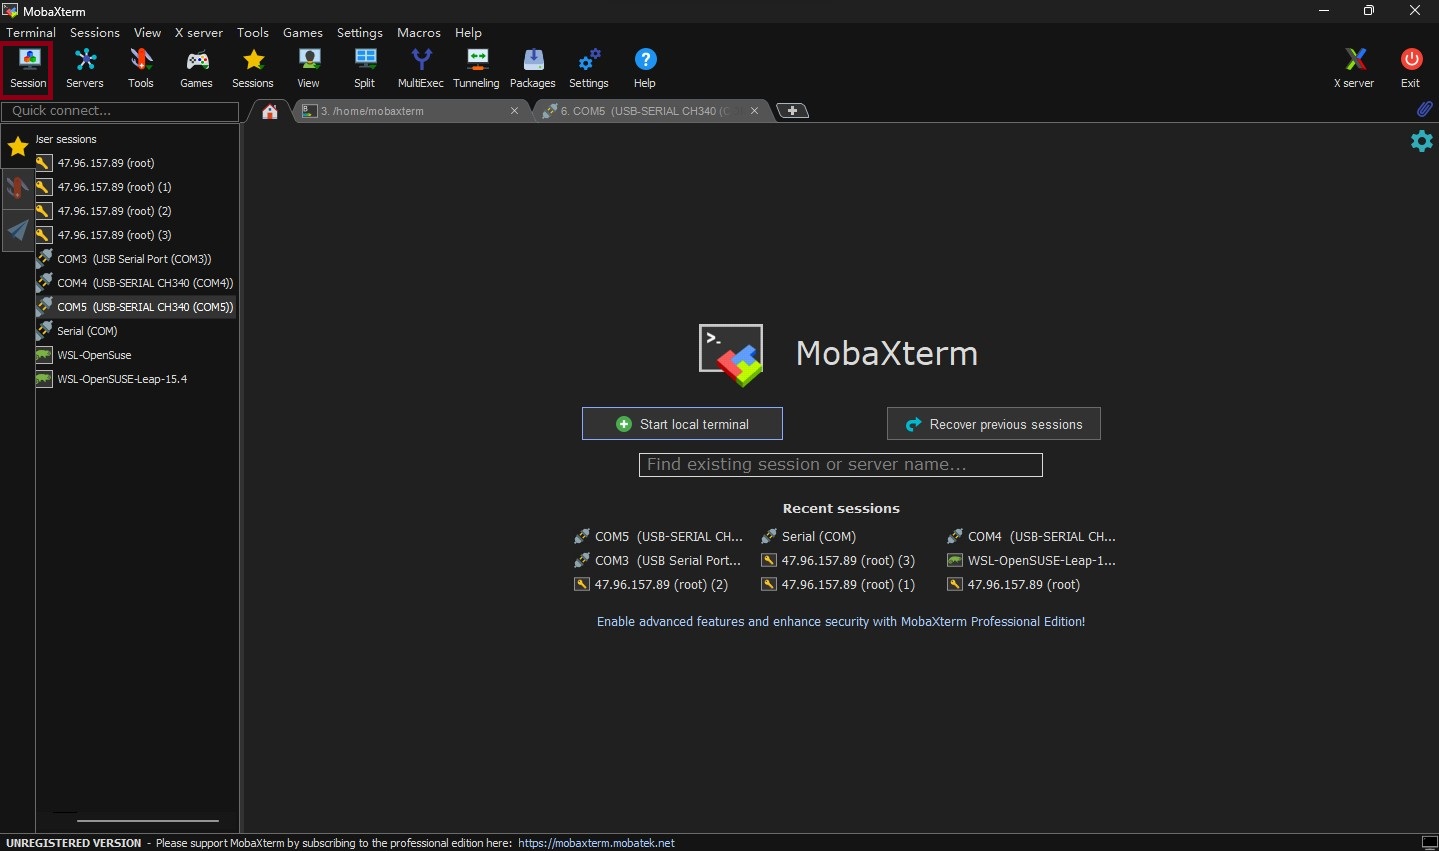 MobaXterm
Terminal Sessions View X server Tools Games Settings Macros Help
Session Servers Tools Games Sessions View Split MultiExec Tunneling Packages Settings Help X server Exit
Quick connect...
3. /home/mobaxterm
6. COM5 (USB-SERIAL CH340 (C
User sessions
47.96.157.89 (root)
47.96.157.89 (root) (1)
47.96.157.89 (root) (2)
47.96.157.89 (root) (3)
COM3 (USB Serial Port (COM3))
COM4 (USB-SERIAL CH340 (COM4))
COM5 (USB-SERIAL CH340 (COM5))
Serial (COM)
WSL-OpenSuse
WSL-OpenSUSE-Leap-15.4
MobaXterm
Start local terminal
Recover previous sessions
Find existing session or server name...
Recent sessions
COM5 (USB-SERIAL CH... Serial (COM) COM4 (USB-SERIAL CH...
COM3 (USB Serial Port... 47.96.157.89 (root) (3) WSL-OpenSUSE-Leap-1...
47.96.157.89 (root) (2) 47.96.157.89 (root) (1) 47.96.157.89 (root)
Enable advanced features and enhance security with MobaXterm Professional Edition!
UNREGISTERED VERSION - Please support MobaXterm by subscribing to the professional edition here: https://mobaxterm.mobatek.net